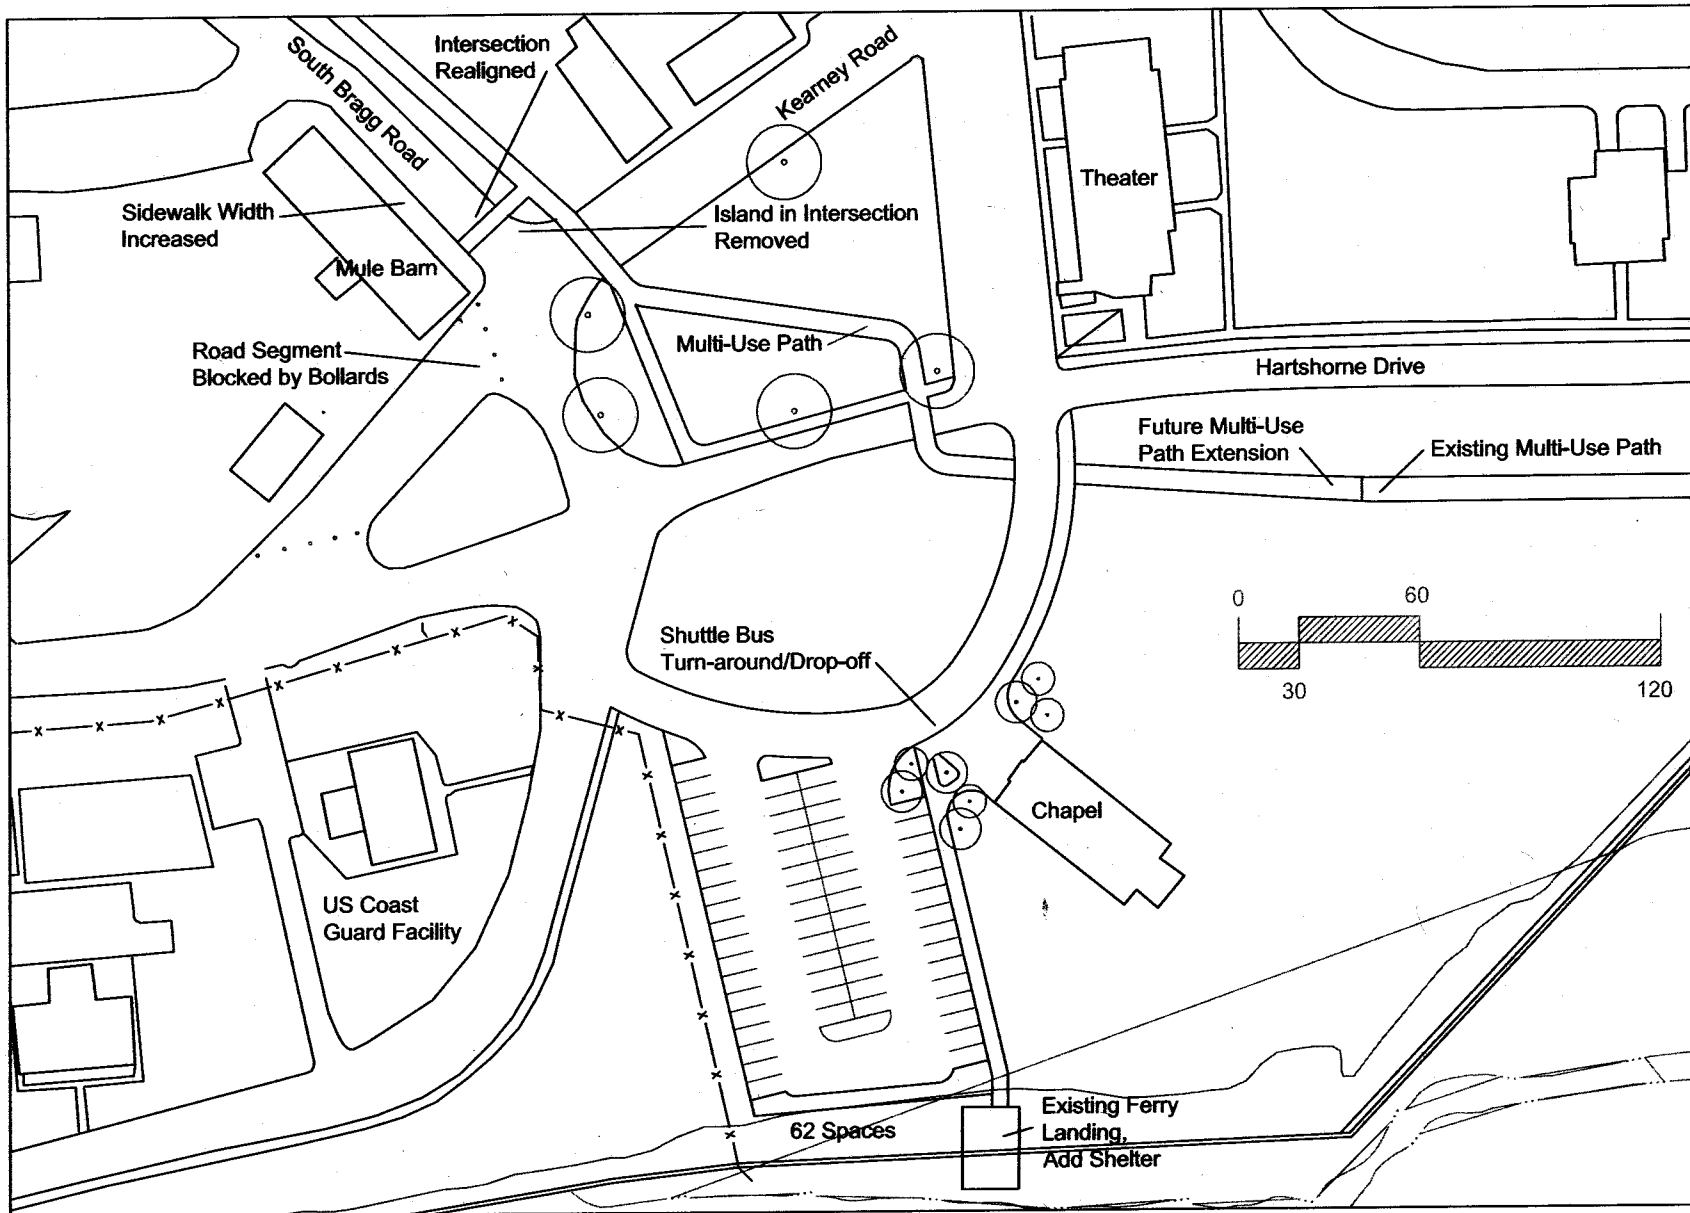 Intersection
Realigned
South Bragg Road
Kearney Road
Theater
Sidewalk Width
Increased
Island in Intersection
Removed
Mule Barn
Road Segment
Blocked by Bollards
Multi-Use Path
Hartshorne Drive
Future Multi-Use
Path Extension
Existing Multi-Use Path
0
60
30
120
Shuttle Bus
Turn-around/Drop-off
Chapel
US Coast
Guard Facility
62 Spaces
Existing Ferry
Landing,
Add Shelter